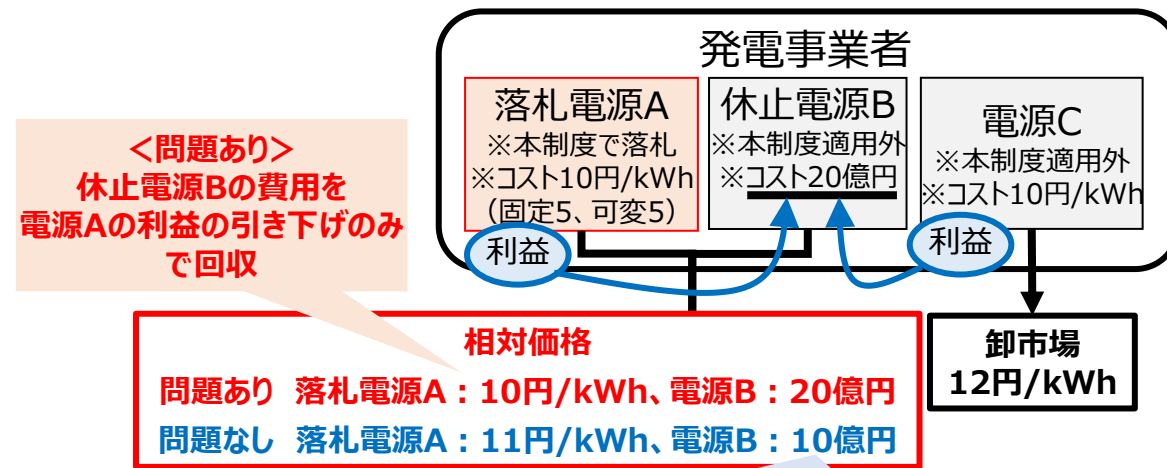 発電事業者
落札電源A
※本制度で落札
※コスト10円/kWh
（固定5、可変5）
利益
休止電源B
※本制度適用外
※コスト20億円
電源C
※本制度適用外
※コスト10円/kWh
利益
＜問題あり＞
休止電源Bの費用を
電源Aの利益の引き下げのみ
で回収
相対価格
問題あり 落札電源A：10円/kWh、電源B：20億円
問題なし 落札電源A：11円/kWh、電源B：10億円
卸市場
12円/kWh